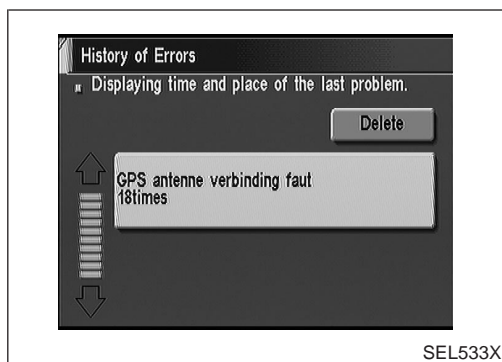 History of Errors
Displaying time and place of the last problem.
Delete
GPS antenne verbinding faut
18times
SEL533X